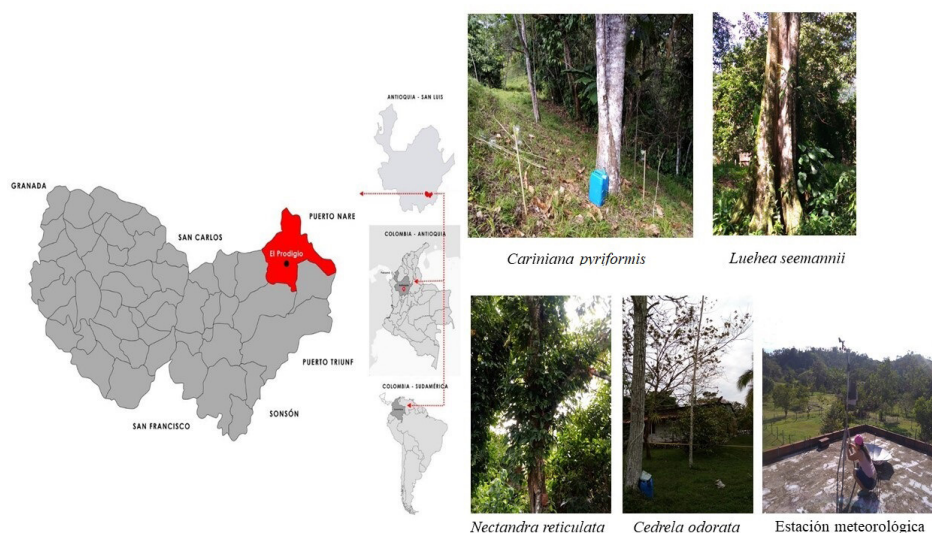 ANTIOQUIA - SAN LUIS
GRANADA
PUERTO NARE
SAN CARLOS
El Prodigio
COLOMBIA - ANTIOQUIA
PUERTO TRIUNF
COLOMBIA - SUDAMÉRICA
SONSÓN
SAN FRANCISCO
Cariniana pyriformis
Luehea seemannii
Nectandra reticulata
Cedrela odorata
Estación meteorológica